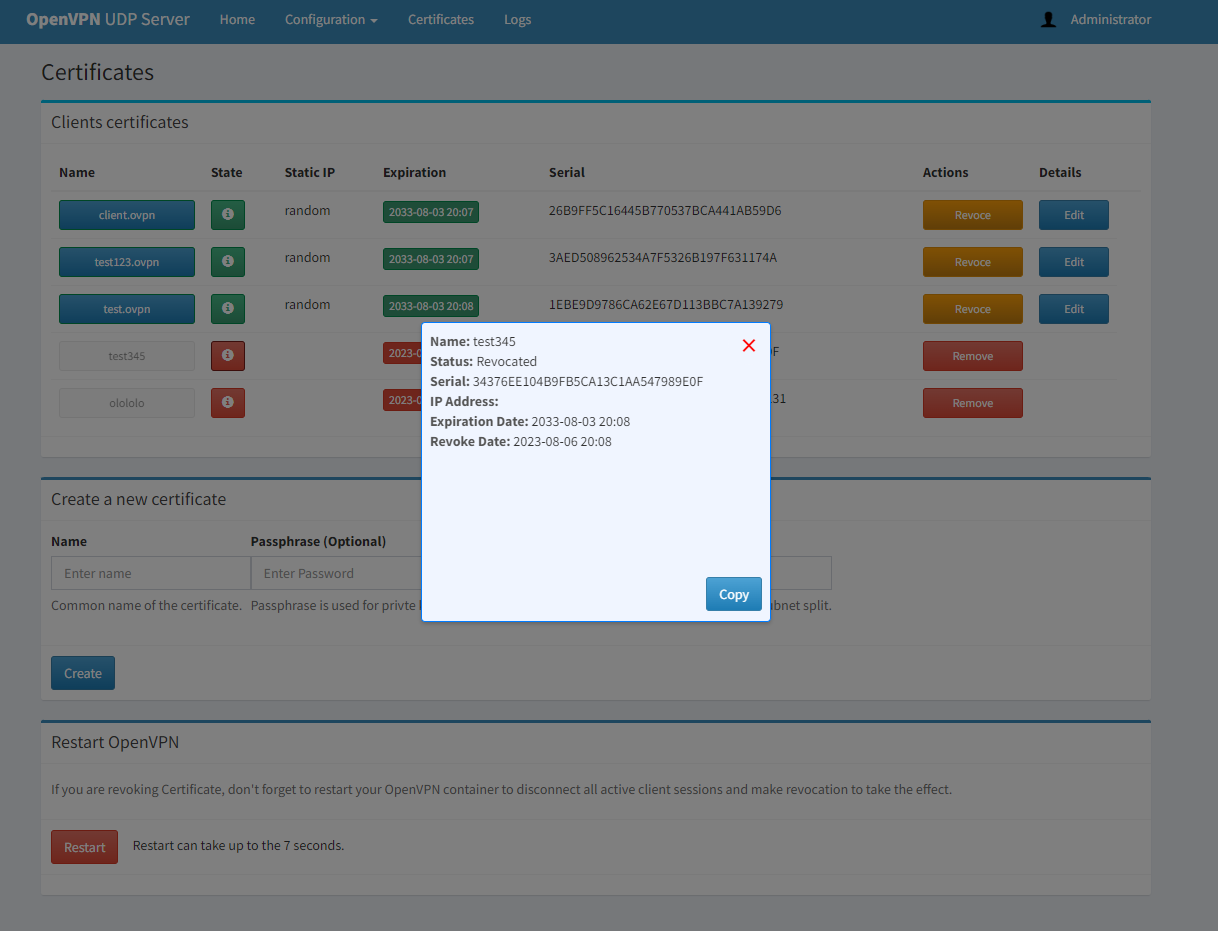 OpenVPN UDP Server Home Configuration Certificates Logs Administrator
Certificates
Clients certificates
Name State Static IP Expiration Serial Actions Details
client.ovpn random 2033-08-03 20:07 26B9FF5C16445B770537BCA441AB59D6 Revoce Edit
test123.ovpn random 2033-08-03 20:07 3AED508962534A7F5326B197F631174A Revoce Edit
test.ovpn random 2033-08-03 20:08 1EBE9D9786CA62E67D113BBC7A139279 Revoce Edit
test345 2023-0 F Remove
olololo 2023-0 31 Remove
Name: test345
Status: Revocated
Serial: 34376EE104B9FB5CA13C1AA547989E0F
IP Address:
Expiration Date: 2033-08-03 20:08
Revoke Date: 2023-08-06 20:08
Copy
Create a new certificate
Name Passphrase (Optional)
Enter name Enter Password
Common name of the certificate. Passphrase is used for privte bnet split.
Create
Restart OpenVPN
If you are revoking Certificate, don't forget to restart your OpenVPN container to disconnect all active client sessions and make revocation to take the effect.
Restart Restart can take up to the 7 seconds.